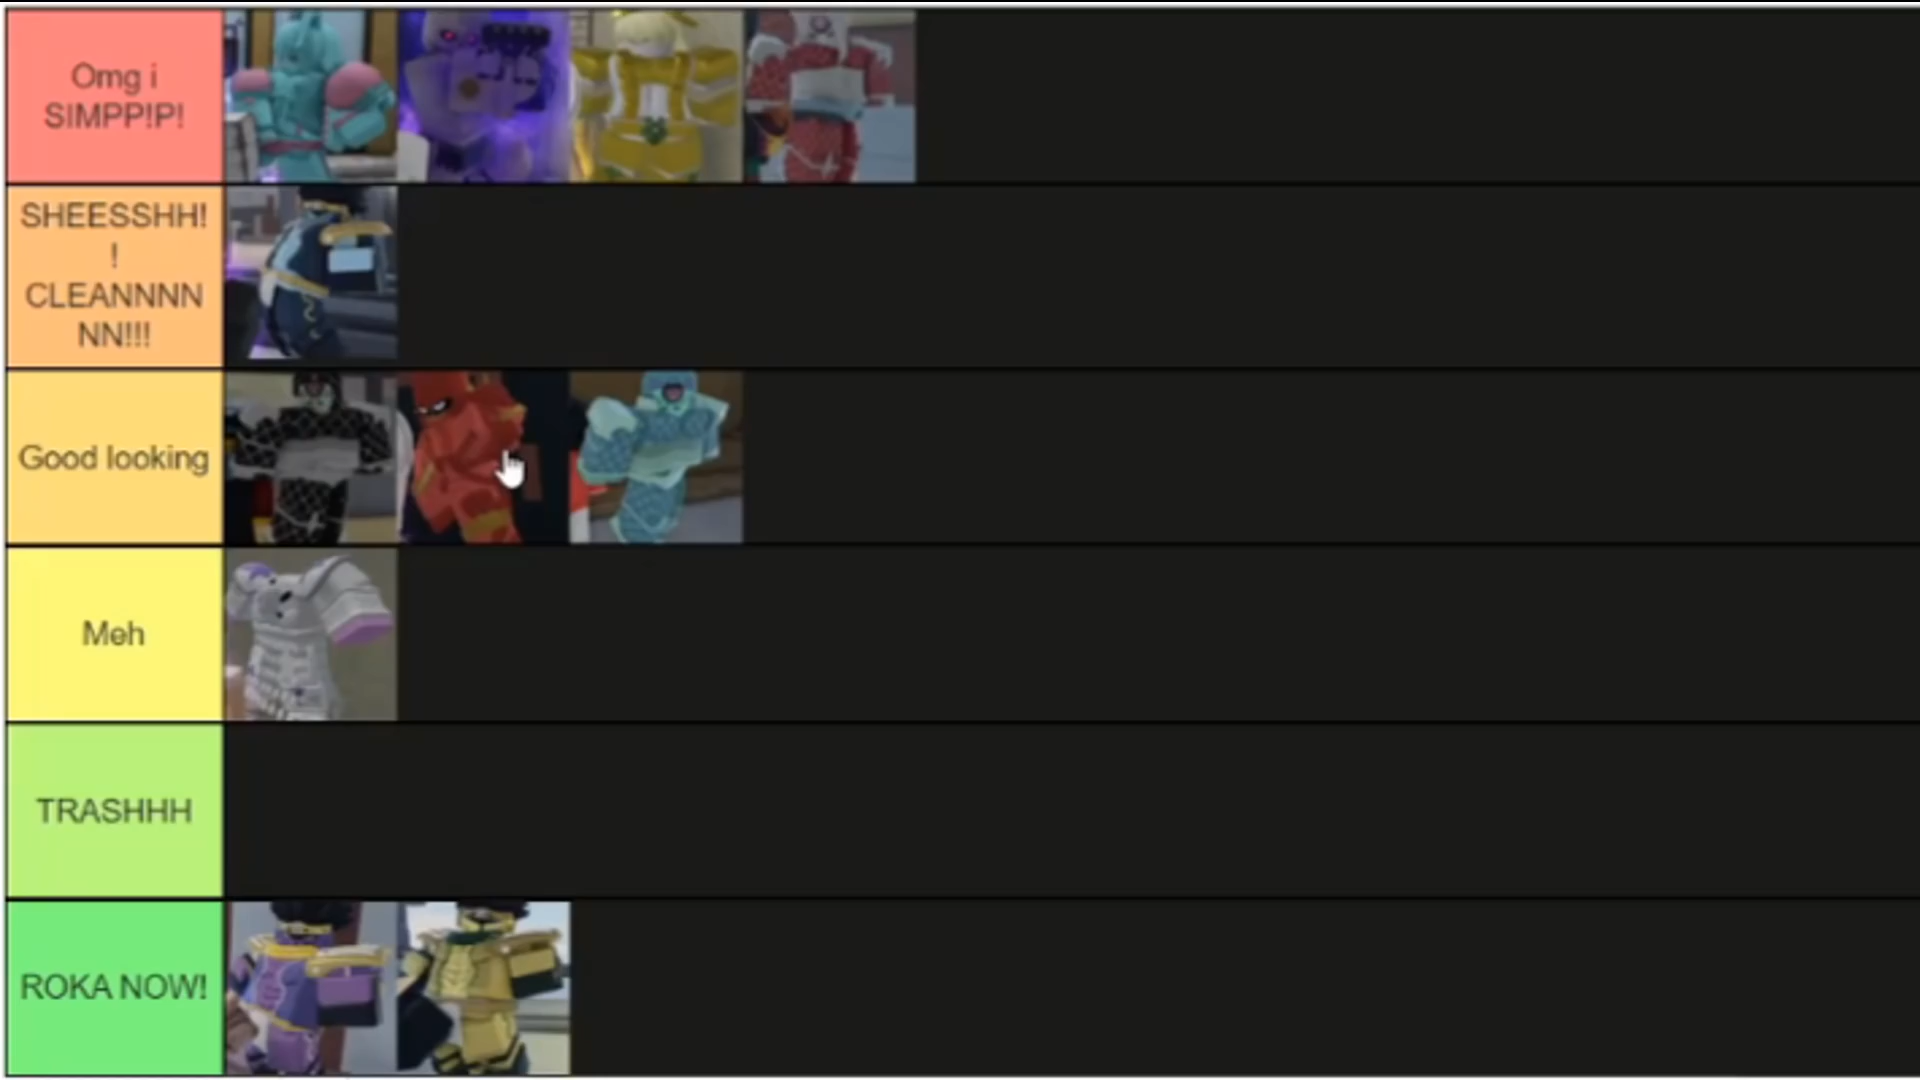 Omg i
SIMPP!P!
SHEESSHH!
!
CLEANNNN
NN!!!
Good looking
Meh
TRASHHH
ROKA NOW!